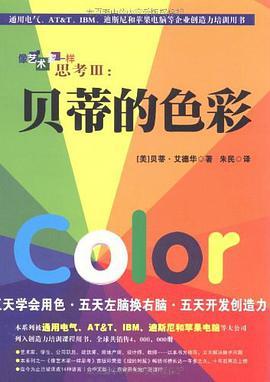 通用电气、AT&T、IBM、迪斯尼和苹果电脑等企业创造力培训用书
像艺术家一样
思考Ⅲ：
贝蒂的色彩
[美]贝蒂·艾德华◎著 朱民◎译
Color
五天学会用色·五天左脑换右脑·五天开发创造力
本系列被通用电气、AT&T、IBM、迪斯尼和苹果电脑等大公司
列入创造力培训课程用书，全球共销售4,000,000册